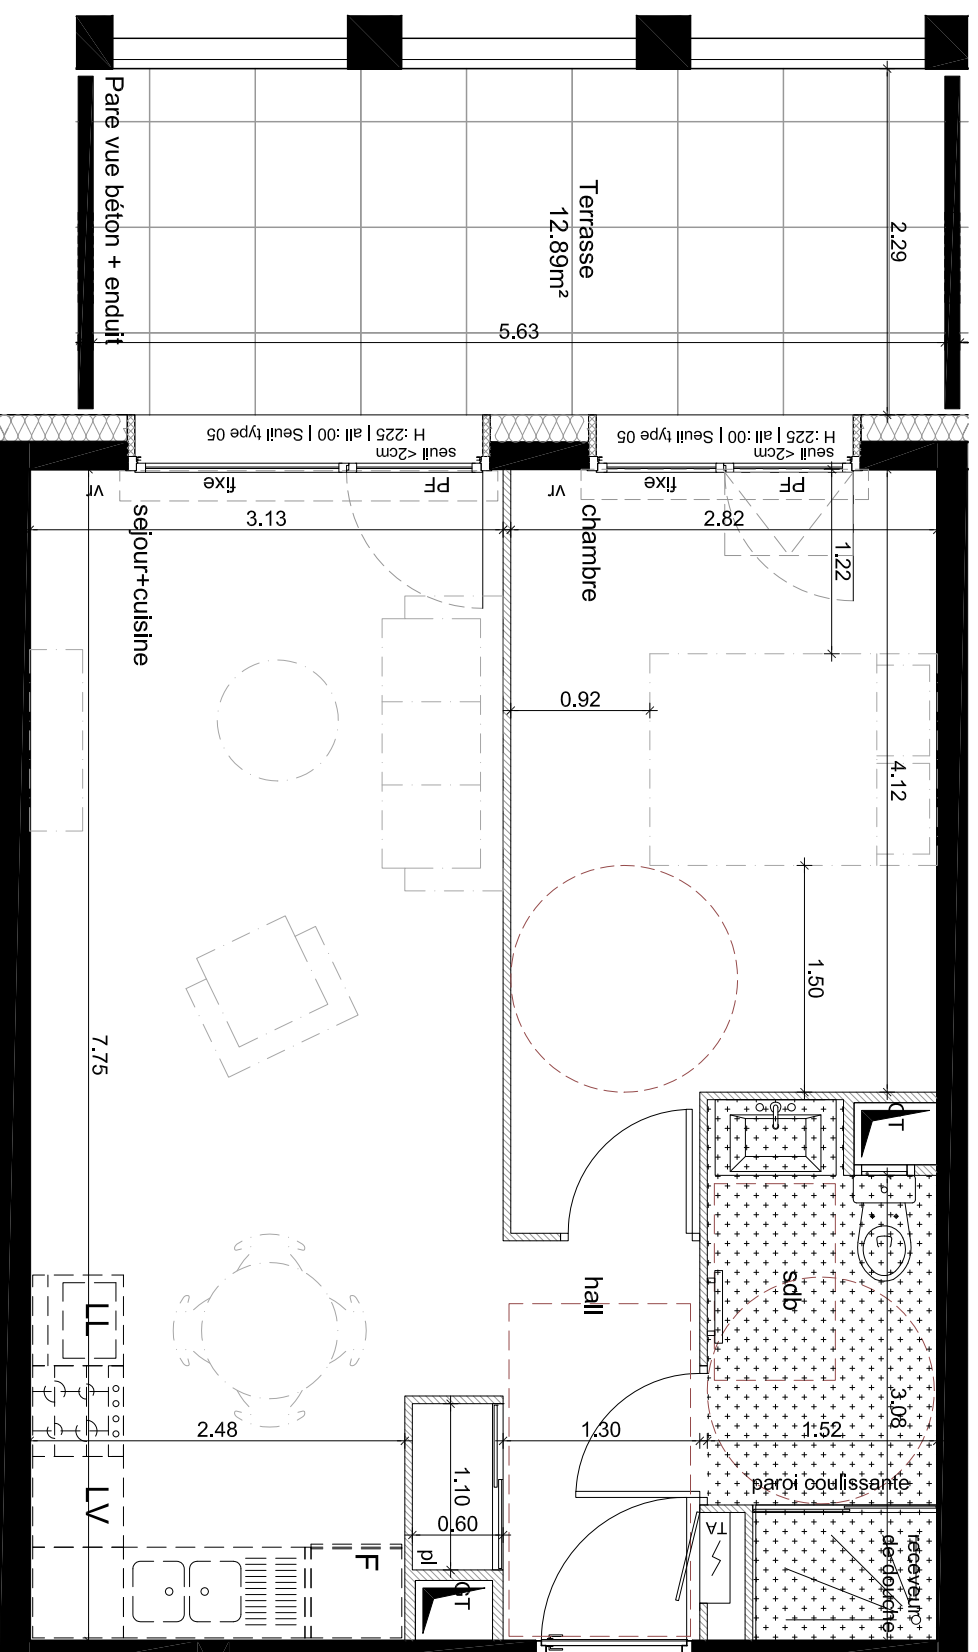 Pare vue béton + enduit
Terrasse
12.89m²
2.29
5.63
H :225 | all :00 | Seuil type 05
seuil <2cm
H :225 | all :00 | Seuil type 05
seuil <2cm
vr
fixe
PF
vr
fixe
PF
3.13
2.82
sejour+cuisine
chambre
1.22
0.92
4.12
1.50
7.75
GT
hall
sdb
LL
3.08
2.48
1.30
1.52
paroi coulissante
1.10
0.60
LV
TA
receveur
de douche
F
pl
GT